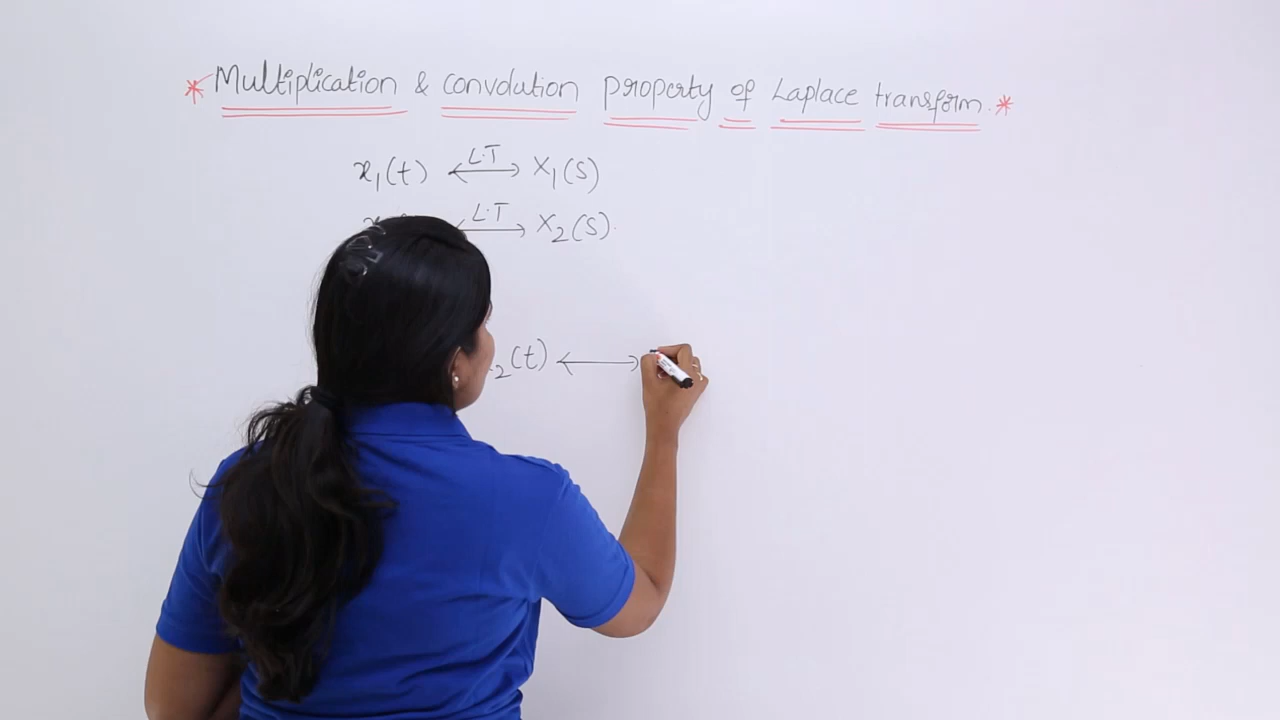 * Multiplication & convolution property of Laplace transform. *
x₁(t) ⟷ L.T X₁(S)
L.T X₂(S).
₂(t) ⟷